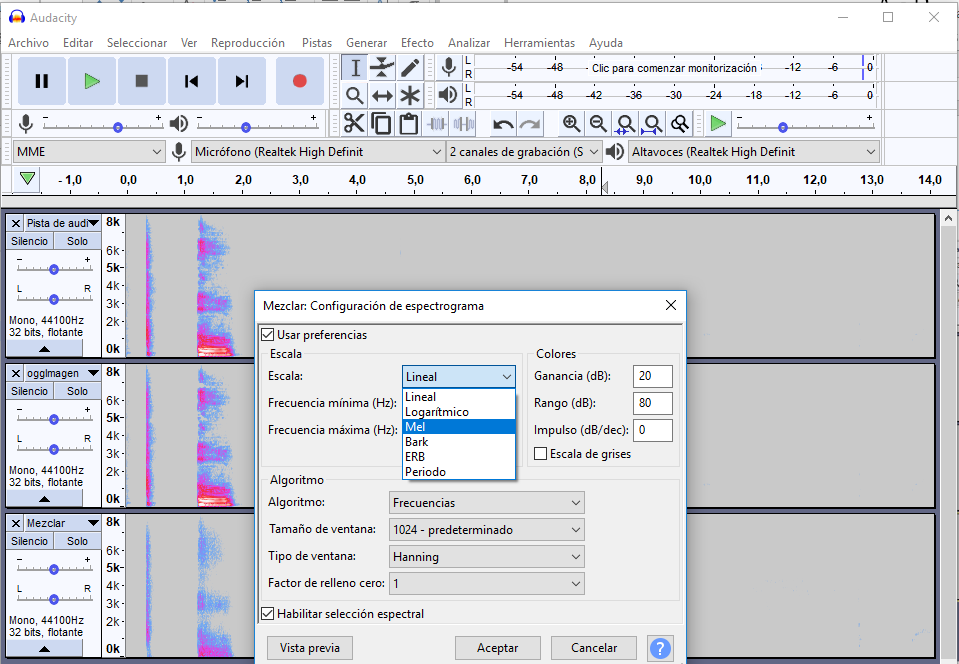 Audacity
Archivo Editar Seleccionar Ver Reproducción Pistas Generar Efecto Analizar Herramientas Ayuda
L
R
-54 -48 - Clic para comenzar monitorización -12 -6 0
L
R
-54 -48 -42 -36 -30 -24 -18 -12 -6 0
- + - + - +
MME Micrófono (Realtek High Definit 2 canales de grabación (S Altavoces (Realtek High Definit
-1,0 0,0 1,0 2,0 3,0 4,0 5,0 6,0 7,0 8,0 9,0 10,0 11,0 12,0 13,0 14,0
X Pista de audi
Silencio Solo
- +
L R
Mono, 44100Hz
32 bits, flotante
8k
6k-
5k-
4k-
3k-
2k-
0k
X oggImagen
Silencio Solo
- +
L R
Mono, 44100Hz
32 bits, flotante
8k
6k-
5k-
4k-
3k-
2k-
0k
X Mezclar
Silencio Solo
- +
L R
Mono, 44100Hz
32 bits, flotante
8k
6k-
5k-
4k-
3k-
2k-
0k
Mezclar: Configuración de espectrograma
Usar preferencias
Escala
Escala: Lineal
Frecuencia mínima (Hz):
Frecuencia máxima (Hz):
Lineal
Logarítmico
Mel
Bark
ERB
Periodo
Colores
Ganancia (dB): 20
Rango (dB): 80
Impulso (dB/dec): 0
Escala de grises
Algoritmo
Algoritmo: Frecuencias
Tamaño de ventana: 1024 - predeterminado
Tipo de ventana: Hanning
Factor de relleno cero: 1
Habilitar selección espectral
Vista previa Aceptar Cancelar ?